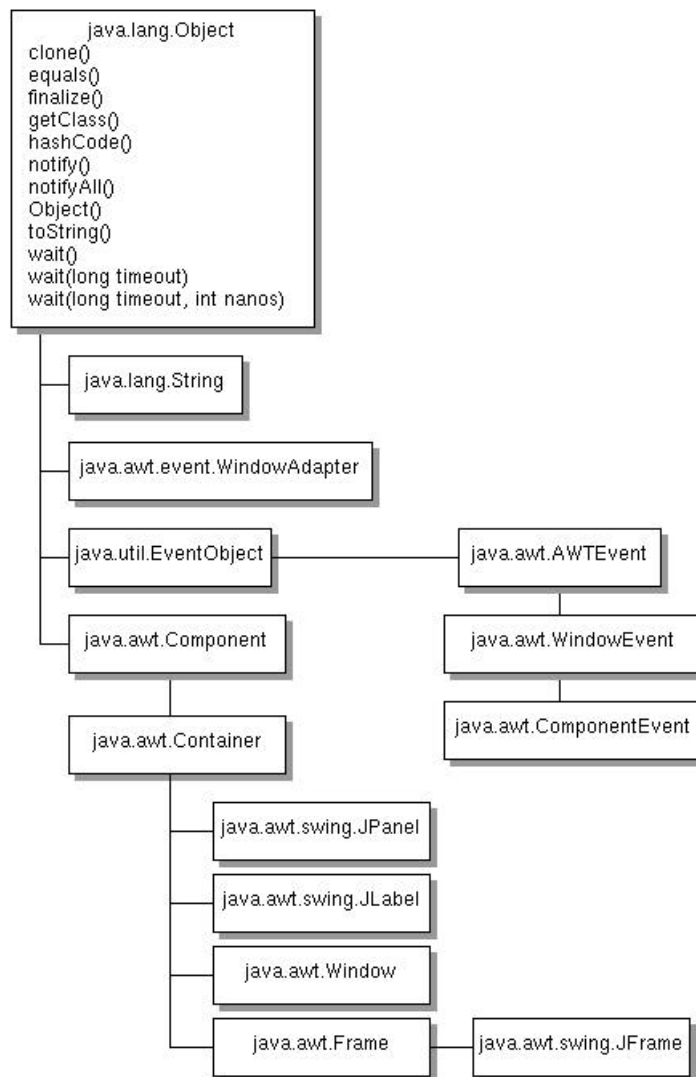 java.lang.Object
clone()
equals()
finalize()
getClass()
hashCode()
notify()
notifyAll()
Object()
toString()
wait()
wait(long timeout)
wait(long timeout, int nanos)
java.lang.String
java.awt.event.WindowAdapter
java.util.EventObject
java.awt.AWTEvent
java.awt.Component
java.awt.WindowEvent
java.awt.Container
java.awt.ComponentEvent
java.awt.swing.JPanel
java.awt.swing.JLabel
java.awt.Window
java.awt.Frame
java.awt.swing.JFrame